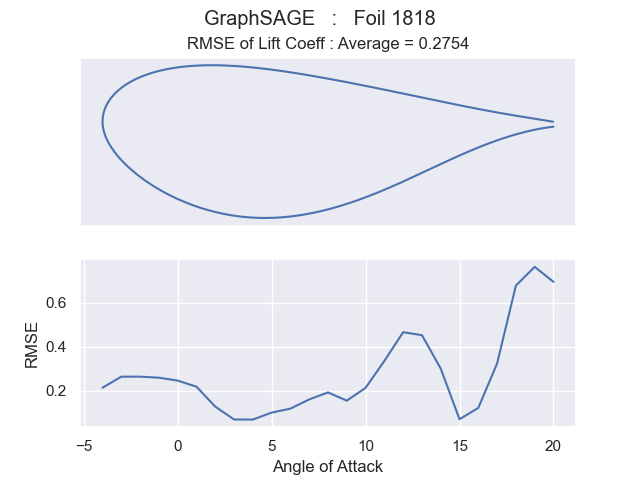 GraphSAGE : Foil 1818
RMSE of Lift Coeff : Average = 0.2754
0.6
0.4
0.2
RMSE
−5 0 5 10 15 20
Angle of Attack